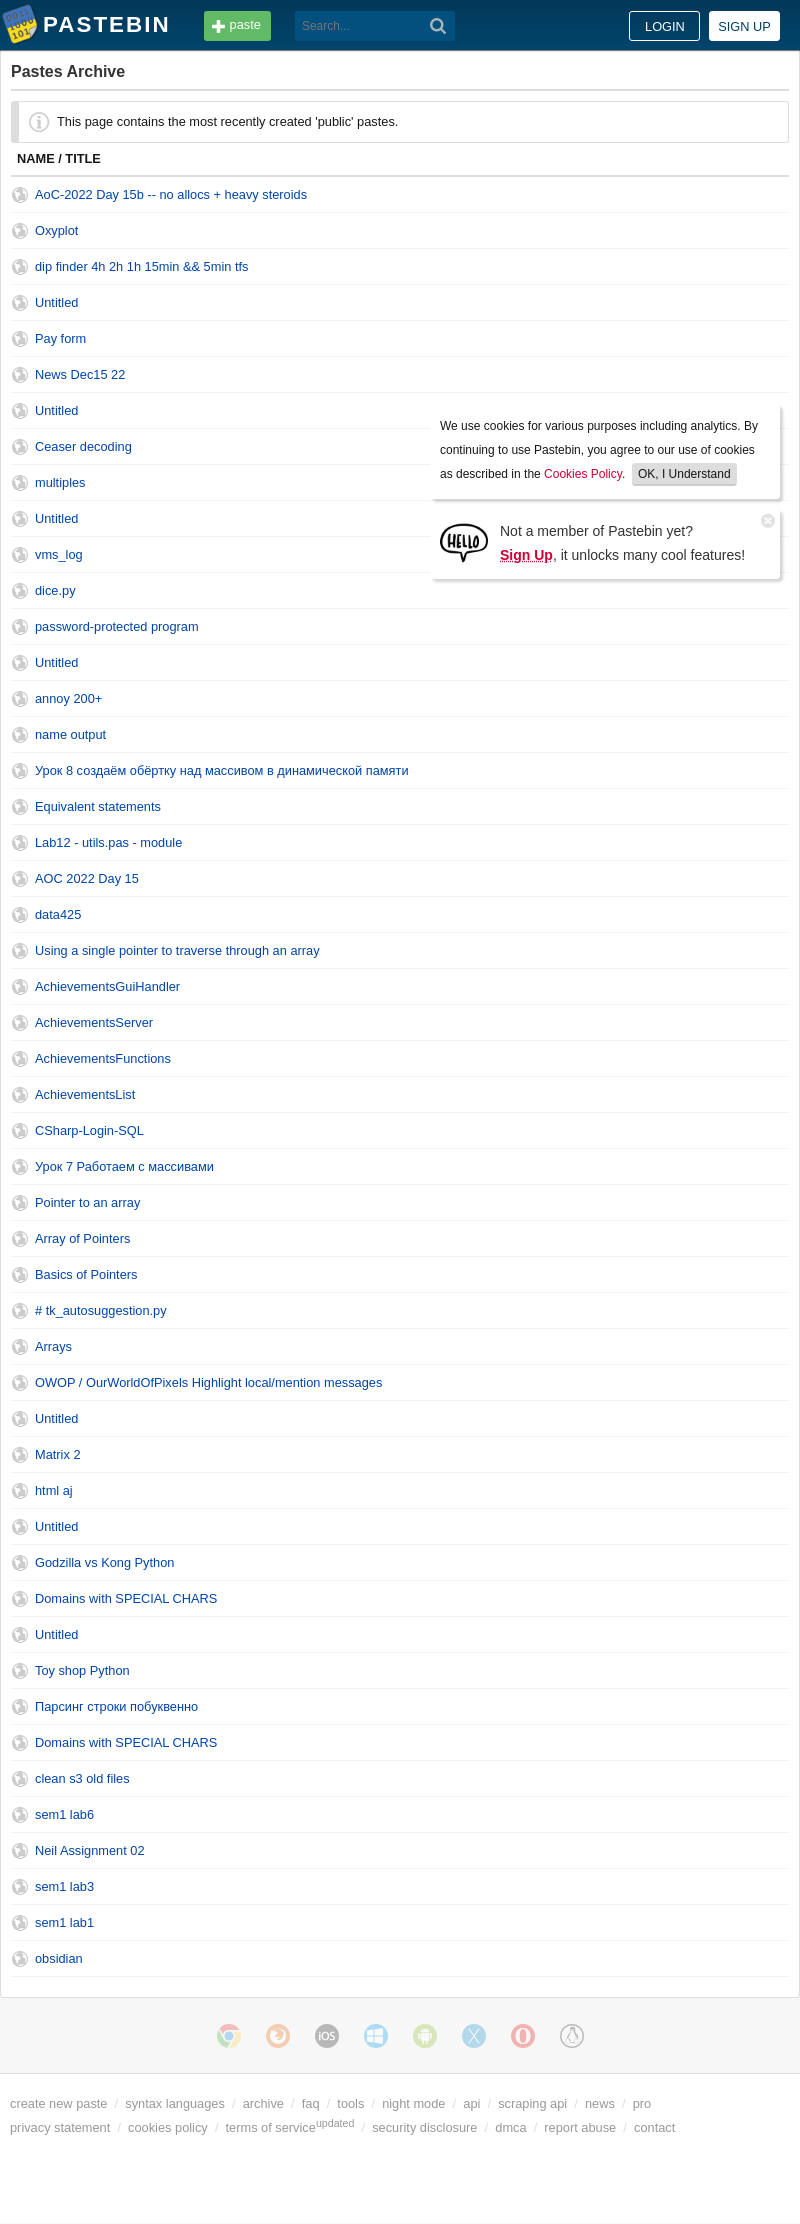 PASTEBIN paste Search... LOGIN SIGN UP
Pastes Archive
This page contains the most recently created 'public' pastes.
NAME / TITLE
AoC-2022 Day 15b -- no allocs + heavy steroids
Oxyplot
dip finder 4h 2h 1h 15min && 5min tfs
Untitled
Pay form
News Dec15 22
Untitled
Ceaser decoding
multiples
Untitled
vms_log
We use cookies for various purposes including analytics. By
continuing to use Pastebin, you agree to our use of cookies
as described in the Cookies Policy. OK, I Understand
HELLO
Not a member of Pastebin yet?
Sign Up, it unlocks many cool features!
dice.py
password-protected program
Untitled
annoy 200+
name output
Урок 8 создаём обёртку над массивом в динамической памяти
Equivalent statements
Lab12 - utils.pas - module
AOC 2022 Day 15
data425
Using a single pointer to traverse through an array
AchievementsGuiHandler
AchievementsServer
AchievementsFunctions
AchievementsList
CSharp-Login-SQL
Урок 7 Работаем с массивами
Pointer to an array
Array of Pointers
Basics of Pointers
# tk_autosuggestion.py
Arrays
OWOP / OurWorldOfPixels Highlight local/mention messages
Untitled
Matrix 2
html aj
Untitled
Godzilla vs Kong Python
Domains with SPECIAL CHARS
Untitled
Toy shop Python
Парсинг строки побуквенно
Domains with SPECIAL CHARS
clean s3 old files
sem1 lab6
Neil Assignment 02
sem1 lab3
sem1 lab1
obsidian
iOS
create new paste / syntax languages / archive / faq / tools / night mode / api / scraping api / news / pro
privacy statement / cookies policy / terms of serviceupdated / security disclosure / dmca / report abuse / contact